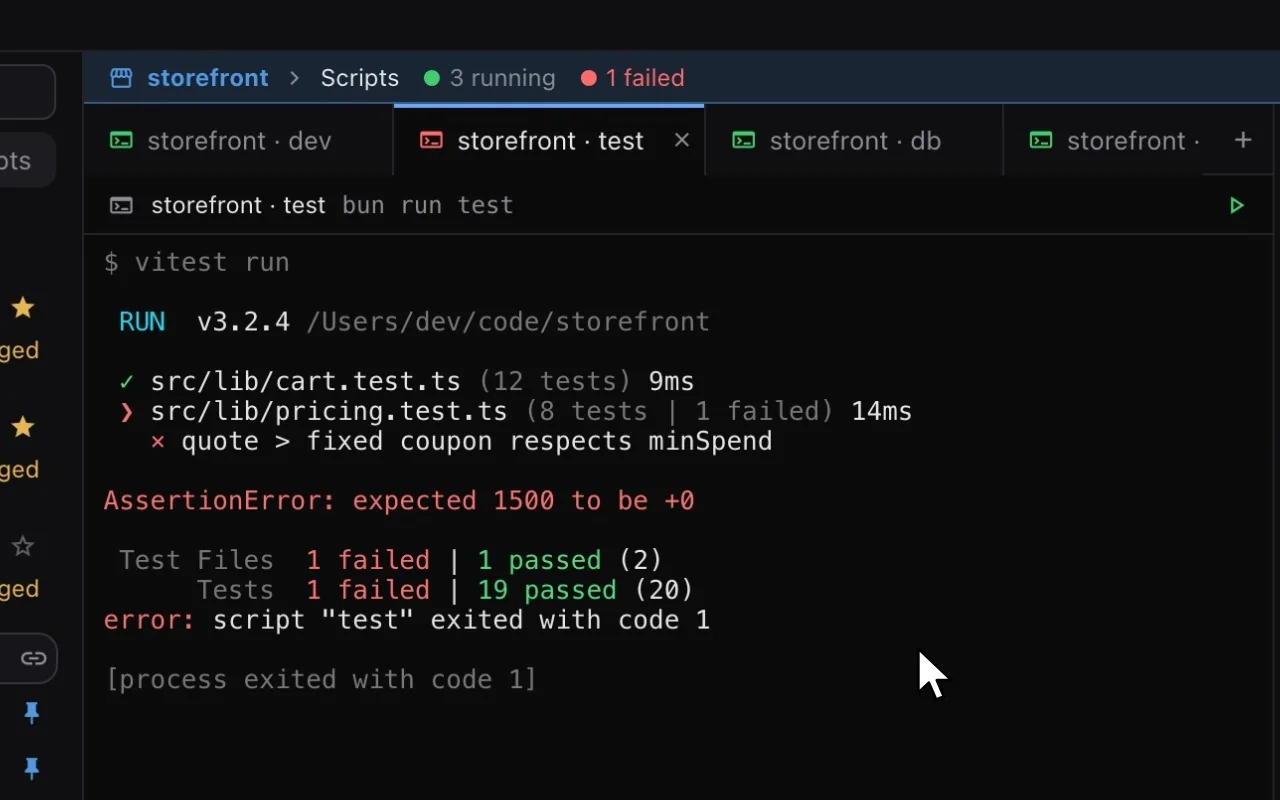 storefront > Scripts 3 running 1 failed
pts
storefront · dev
storefront · test ×
storefront · db
storefront ·
+
storefront · test bun run test
$ vitest run
RUN v3.2.4 /Users/dev/code/storefront
✓ src/lib/cart.test.ts (12 tests) 9ms
❯ src/lib/pricing.test.ts (8 tests | 1 failed) 14ms
× quote > fixed coupon respects minSpend
AssertionError: expected 1500 to be +0
Test Files 1 failed | 1 passed (2)
Tests 1 failed | 19 passed (20)
error: script "test" exited with code 1
[process exited with code 1]
ged
ged
ged